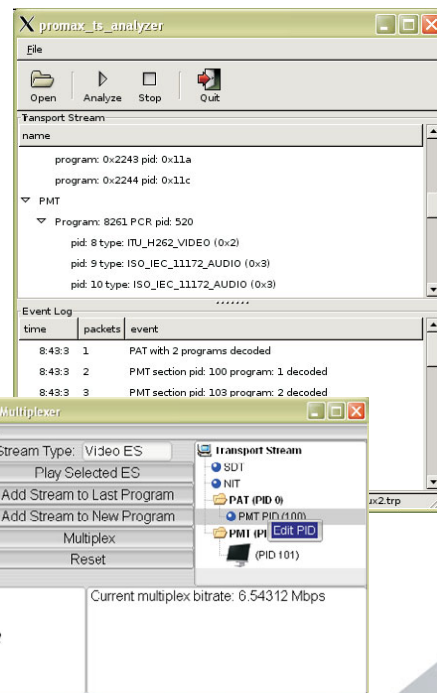 promax_ts_analyzer
File
Open Analyze Stop Quit
Transport Stream
name
program: 0x2243 pid: 0x11a
program: 0x2244 pid: 0x11c
PMT
Program: 8261 PCR pid: 520
pid: 8 type: ITU_H262_VIDEO (0x2)
pid: 9 type: ISO_IEC_11172_AUDIO (0x3)
pid: 10 type: ISO_IEC_11172_AUDIO (0x3)
Event Log
time packets event
8:43:3 1 PAT with 2 programs decoded
8:43:3 2 PMT section pid: 100 program: 1 decoded
8:43:3 3 PMT section pid: 103 program: 2 decoded
Multiplexer
Stream Type: Video ES
Play Selected ES
Add Stream to Last Program
Add Stream to New Program
Multiplex
Reset
Transport Stream
SDT
NIT
PAT (PID 0)
PMT PID (100)
Edit PID
PMT (PI
(PID 101)
ux2.trp
Current multiplex bitrate: 6.54312 Mbps